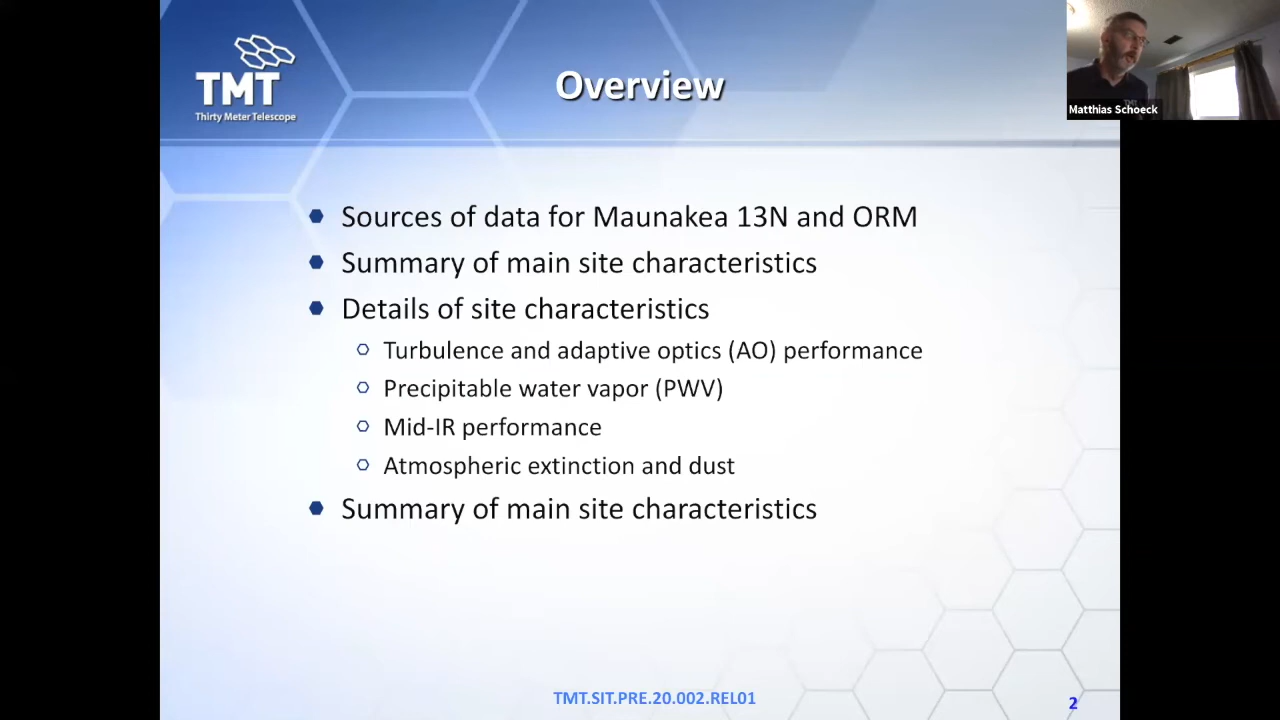 TMT
Thirty Meter Telescope
Overview
Matthias Schoeck
Sources of data for Maunakea 13N and ORM
Summary of main site characteristics
Details of site characteristics
Turbulence and adaptive optics (AO) performance
Precipitable water vapor (PWV)
Mid-IR performance
Atmospheric extinction and dust
Summary of main site characteristics
TMT.SIT.PRE.20.002.REL01
2